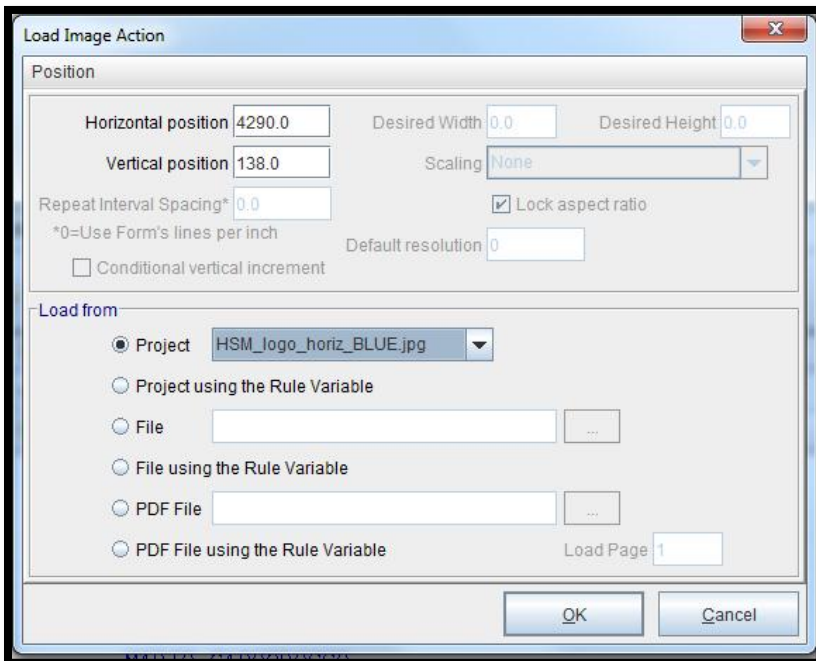 Load Image Action
Position
Horizontal position 4290.0 Desired Width 0.0 Desired Height 0.0
Vertical position 138.0 Scaling None
Repeat Interval Spacing* 0.0 Lock aspect ratio
*0=Use Form's lines per inch
Default resolution 0
Conditional vertical increment
Load from
Project HSM_logo_horiz_BLUE.jpg
Project using the Rule Variable
File ...
File using the Rule Variable
PDF File ...
PDF File using the Rule Variable Load Page 1
OK Cancel